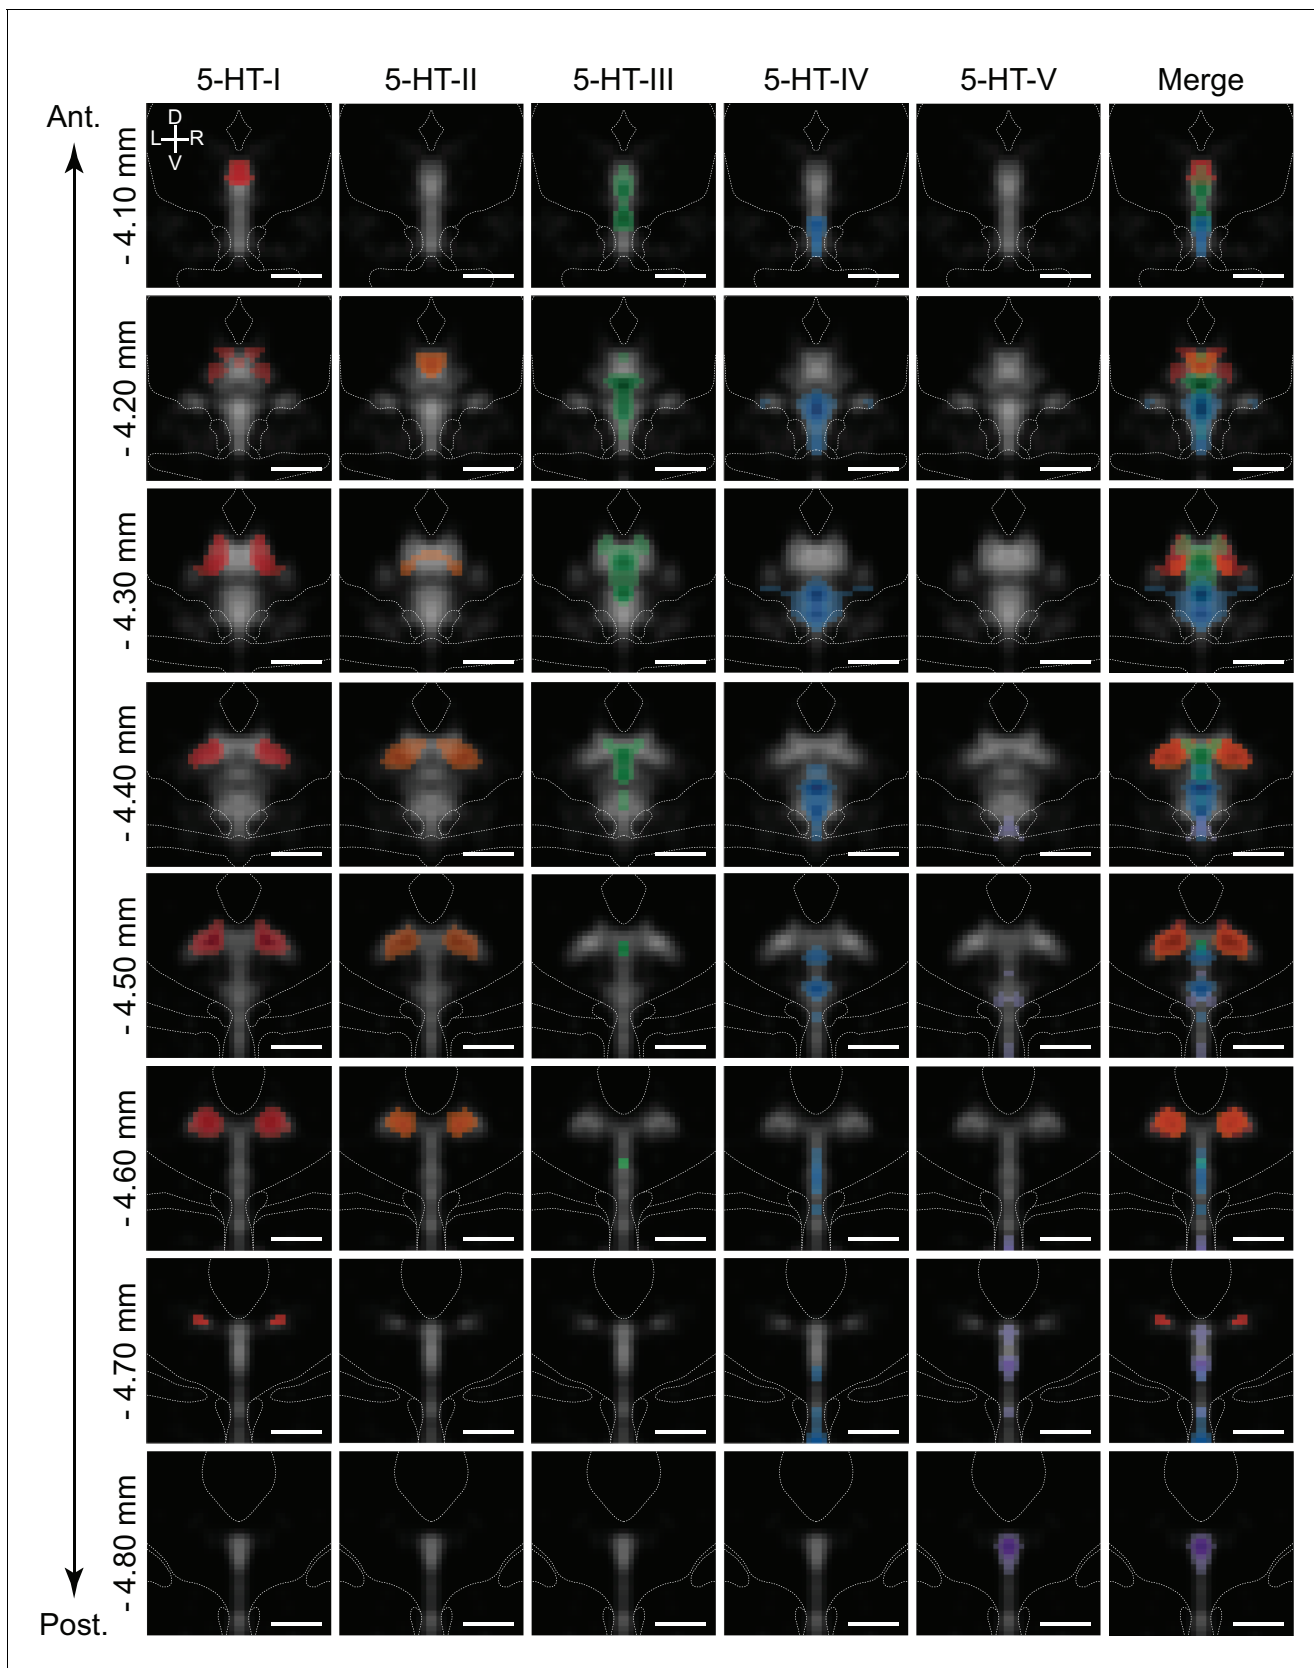 5-HT-I 5-HT-II 5-HT-III 5-HT-IV 5-HT-V Merge
Ant.
D
L R
V
- 4.10 mm
- 4.20 mm
- 4.30 mm
- 4.40 mm
- 4.50 mm
- 4.60 mm
- 4.70 mm
- 4.80 mm
Post.